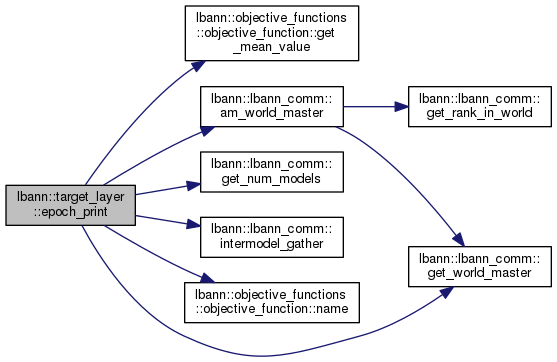 lbann::target_layer
::epoch_print
lbann::objective_functions
::objective_function::get
_mean_value
lbann::lbann_comm::
am_world_master
lbann::lbann_comm::
get_num_models
lbann::lbann_comm::
intermodel_gather
lbann::objective_functions
::objective_function::name
lbann::lbann_comm::
get_rank_in_world
lbann::lbann_comm::
get_world_master